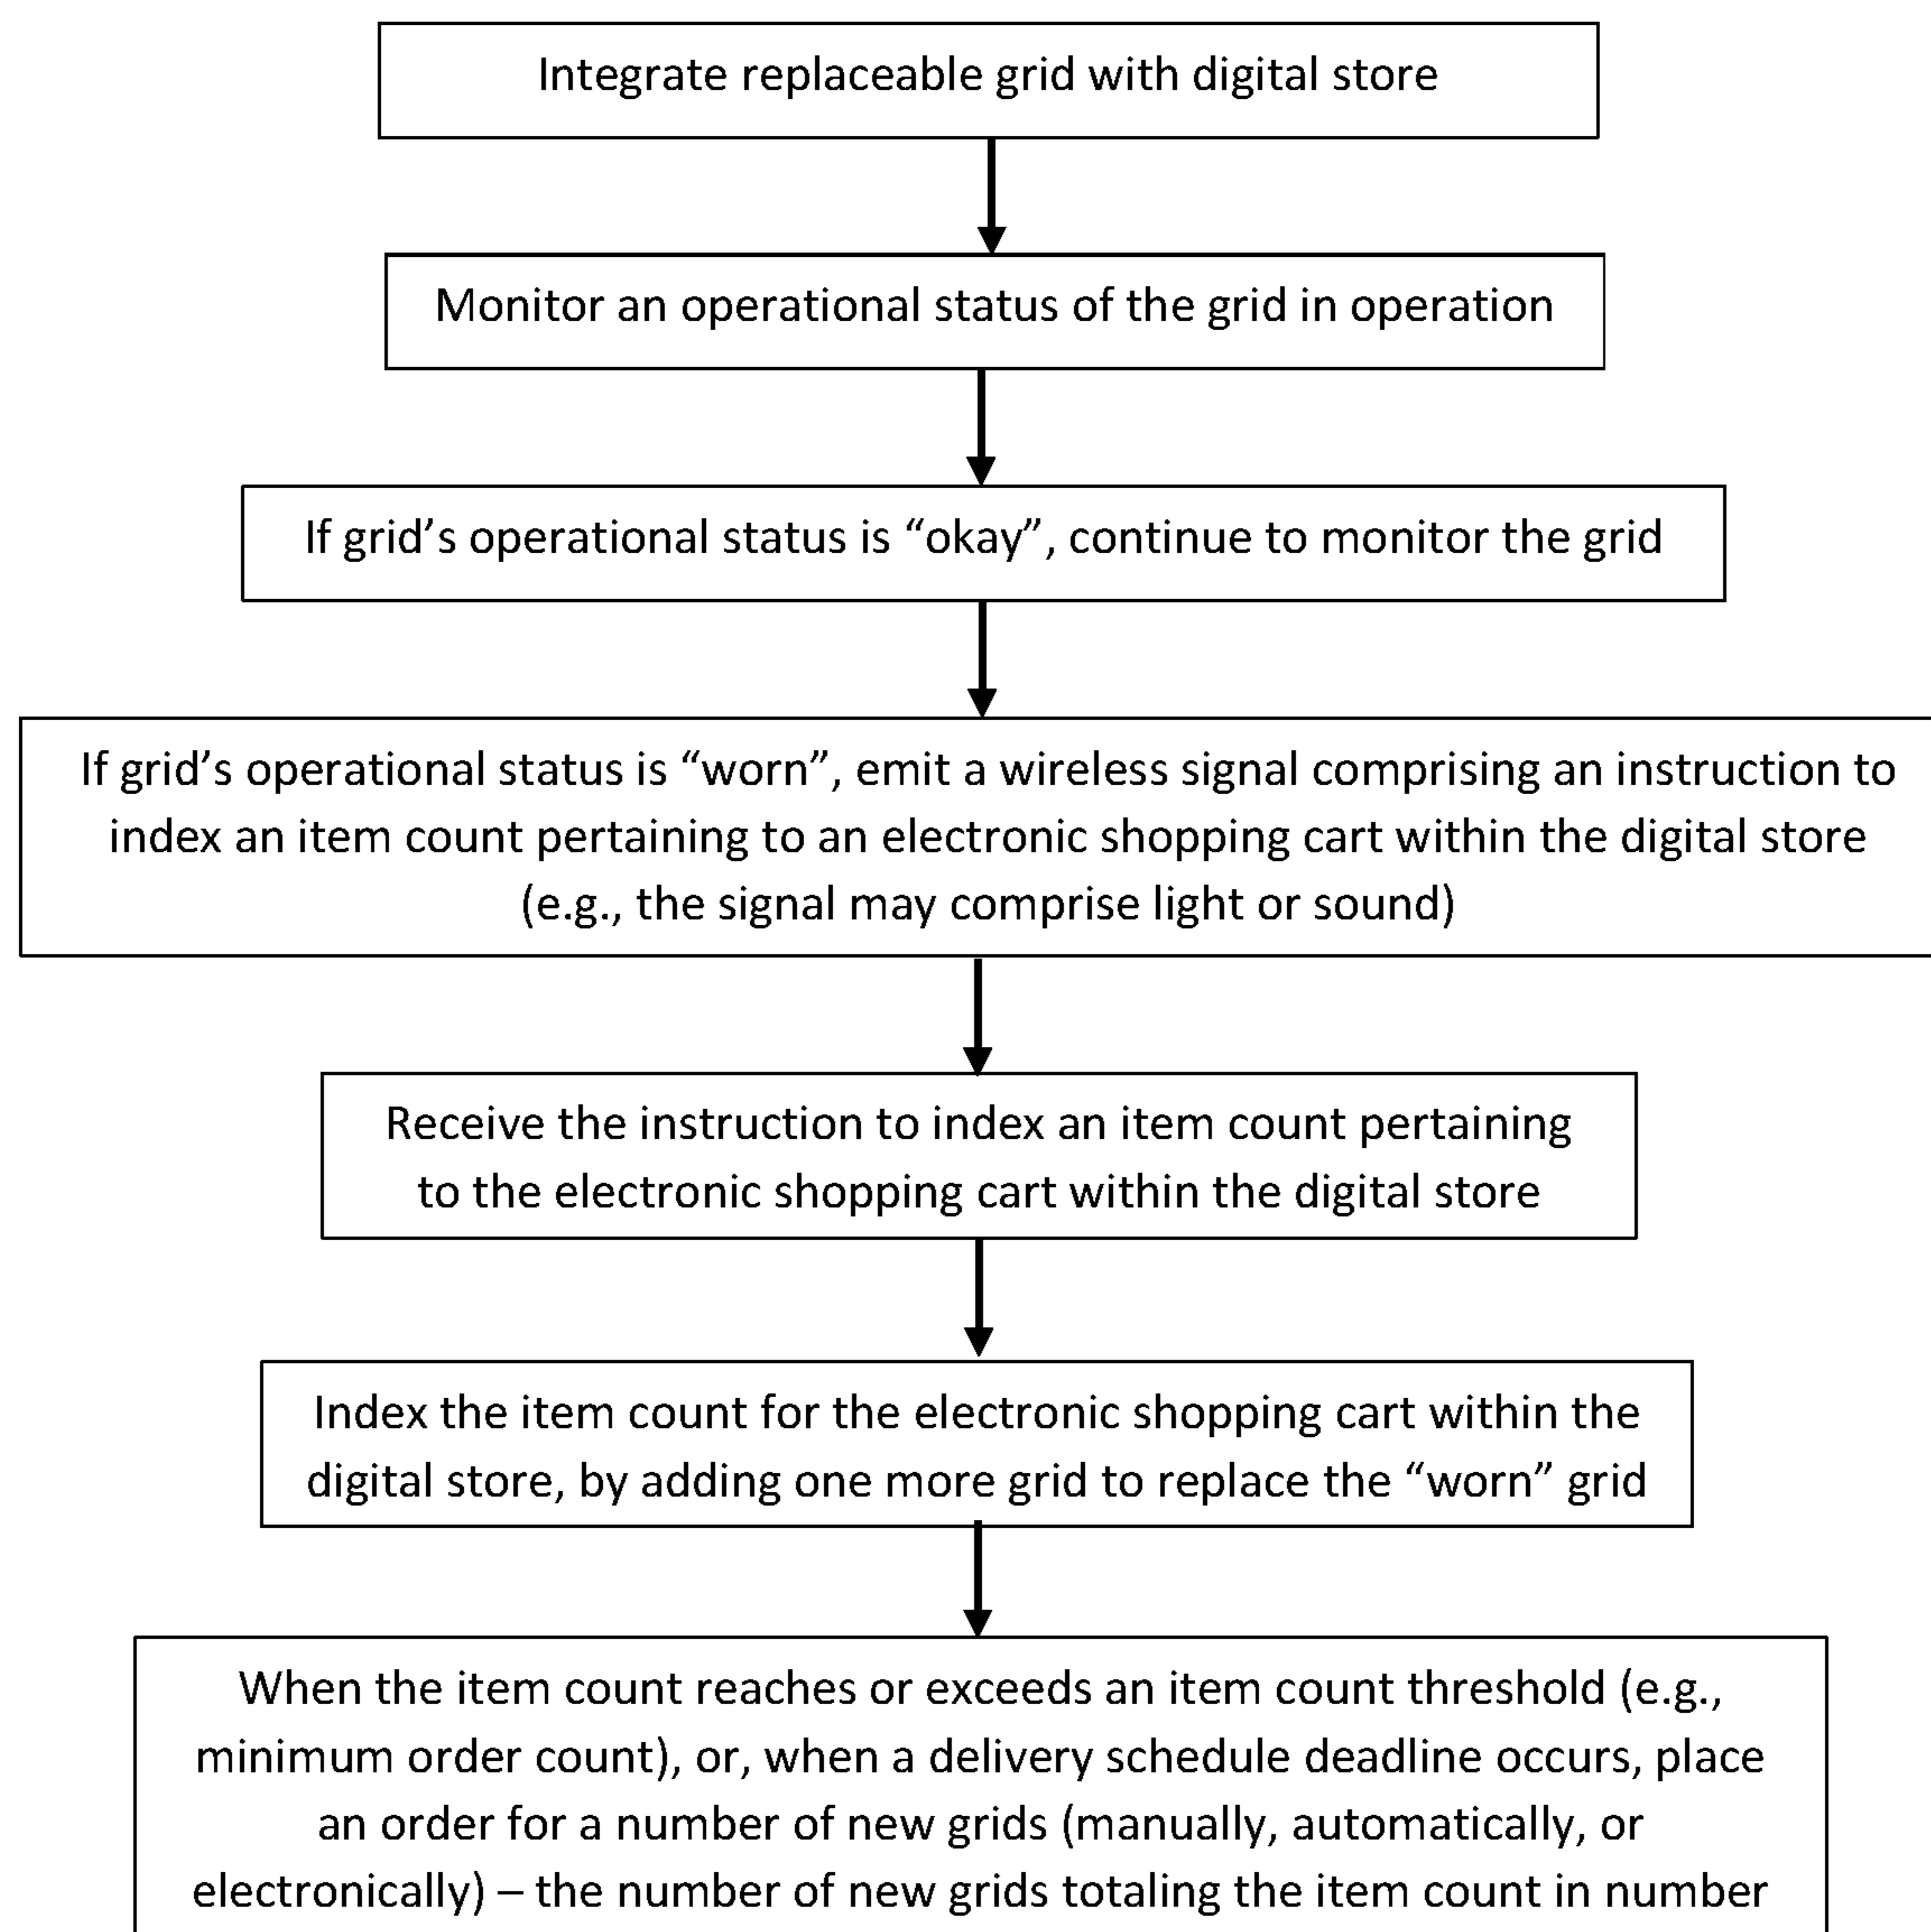 Integrate replaceable grid with digital store
Monitor an operational status of the grid in operation
If grid’s operational status is “okay”, continue to monitor the grid
If grid’s operational status is “worn”, emit a wireless signal comprising an instruction to
index an item count pertaining to an electronic shopping cart within the digital store
(e.g., the signal may comprise light or sound)
Receive the instruction to index an item count pertaining
to the electronic shopping cart within the digital store
Index the item count for the electronic shopping cart within the
digital store, by adding one more grid to replace the “worn” grid
When the item count reaches or exceeds an item count threshold (e.g.,
minimum order count), or, when a delivery schedule deadline occurs, place
an order for a number of new grids (manually, automatically, or
electronically) – the number of new grids totaling the item count in number